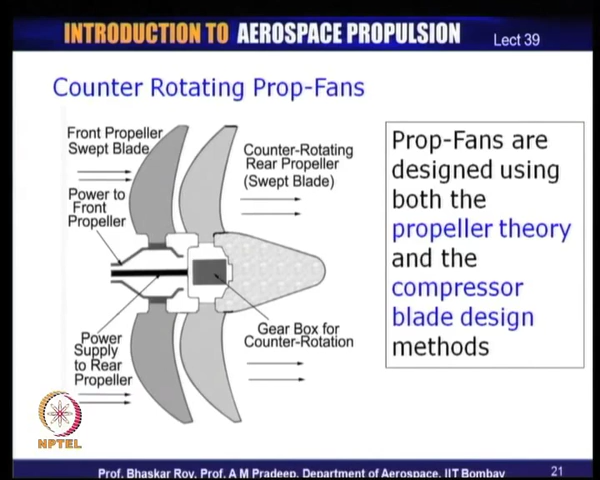 INTRODUCTION TO AEROSPACE PROPULSION
Lect 39
Counter Rotating Prop-Fans
Front Propeller
Swept Blade
Power to
Front
Propeller
Counter-Rotating
Rear Propeller
(Swept Blade)
Power
Supply
to Rear
Propeller
Gear Box for
Counter-Rotation
Prop-Fans are
designed using
both the
propeller theory
and the
compressor
blade design
methods
NPTEL
Prof. Bhaskar Roy, Prof. A M Pradeep, Department of Aerospace, IIT Bombay
21